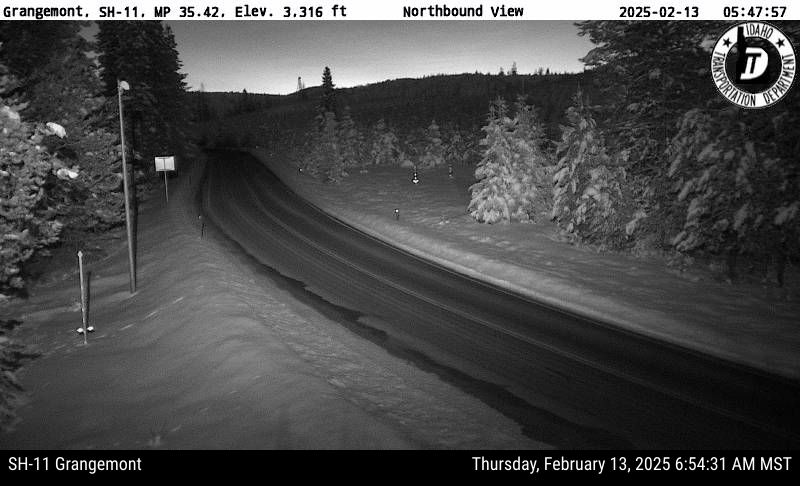 Grangemont, SH-11, MP 35.42, Elev. 3,316 ft Northbound View 2025-02-13 05:47:57
IDAHO
TRANSPORTATION DEPARTMENT
SH-11 Grangemont Thursday, February 13, 2025 6:54:31 AM MST